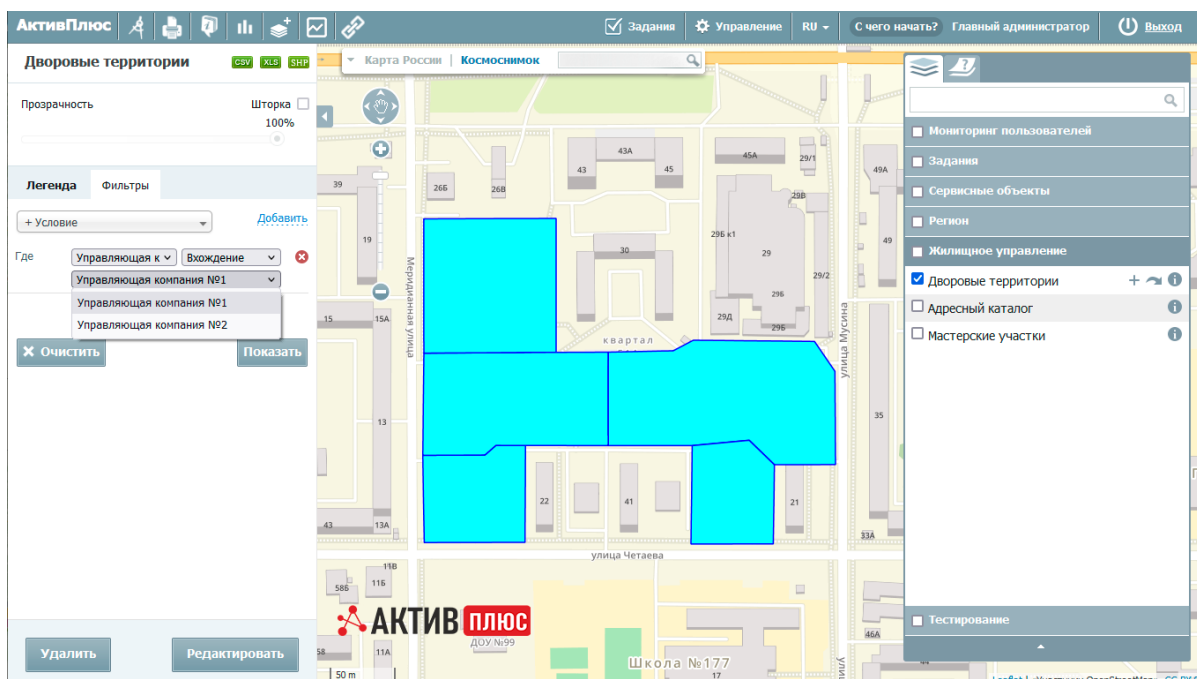 АктивПлюс
Задания
Управление
RU
С чего начать?
Главный администратор
Выход
Дворовые территории
CSV XLS SHP
Прозрачность
Шторка
100%
Легенда
Фильтры
+ Условие
Добавить
Где
Управляющая к
Вхождение
Управляющая компания №1
Управляющая компания №1
Управляющая компания №2
Очистить
Показать
Удалить
Редактировать
Карта России | Космоснимок
43А
43
45
45А
29/1
49А
39
26Б
26В
29В
19
30
29Б к1
29
49
29/2
29Б
29Д
29Б
15
15А
Меридианная улица
квартал
улица Мусина
13
35
22
41
21
43
13А
33А
улица Четаева
11В
58Б
11Б
АКТИВ ПЛЮС
ДОУ №99
58
11А
Школа №177
17
46А
44
50 m
Мониторинг пользователей
Задания
Сервисные объекты
Регион
Жилищное управление
Дворовые территории
Адресный каталог
Мастерские участки
Тестирование